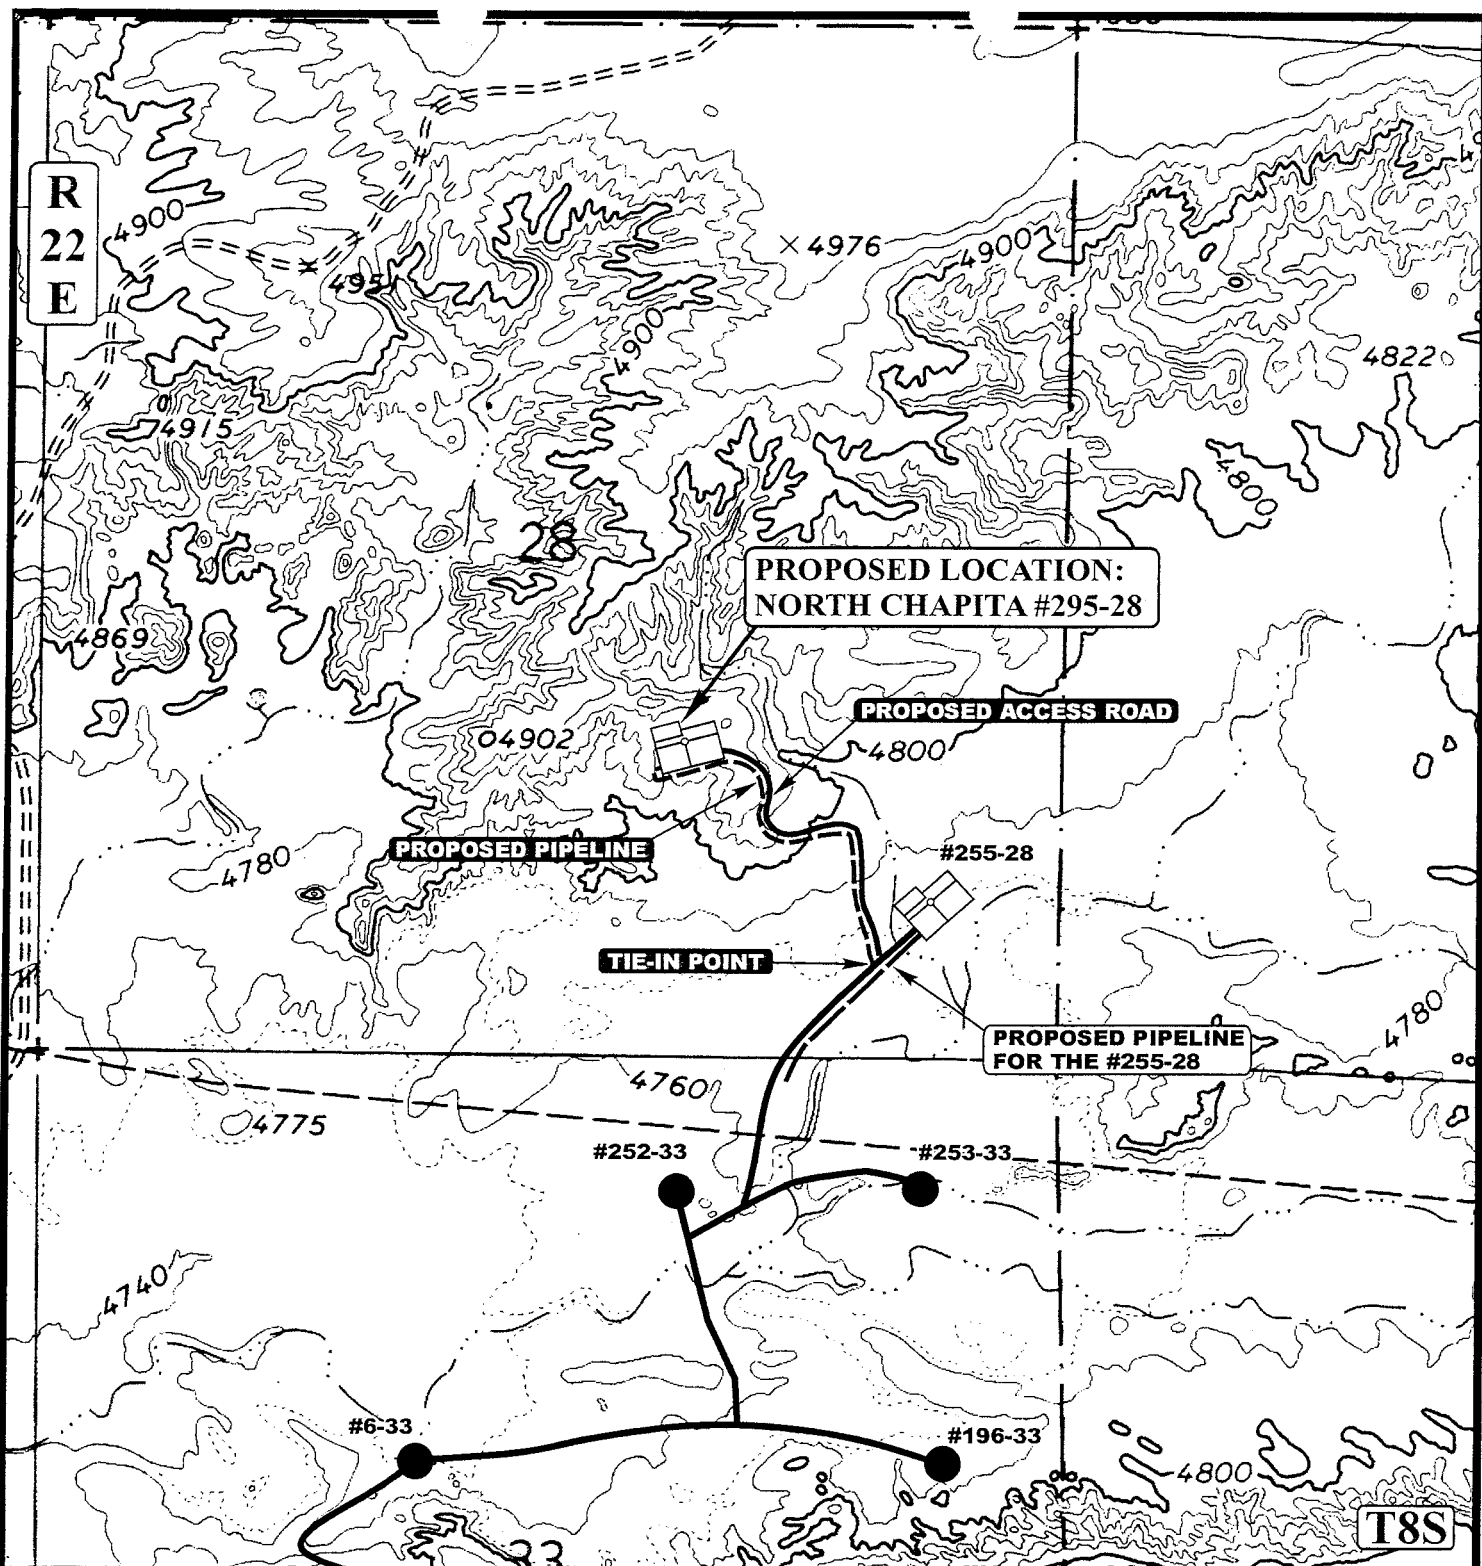 R
22
E
4900
4951
× 4976
4900
4900
4822
4915
4800
28
PROPOSED LOCATION:
NORTH CHAPITA #295-28
4869
PROPOSED ACCESS ROAD
4902
4800
PROPOSED PIPELINE
#255-28
4780
TIE-IN POINT
4780
PROPOSED PIPELINE
FOR THE #255-28
4760
4775
#252-33
#253-33
4740
#6-33
#196-33
4800
T8S
33